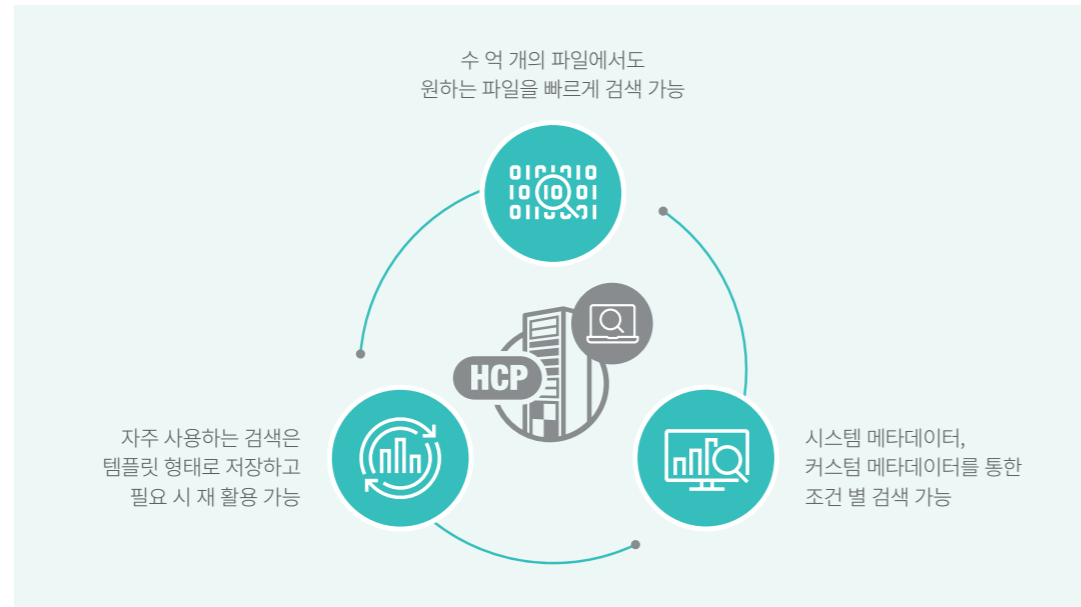 수 억 개의 파일에서도
원하는 파일을 빠르게 검색 가능
HCP
자주 사용하는 검색은
템플릿 형태로 저장하고
필요 시 재 활용 가능
시스템 메타데이터,
커스텀 메타데이터를 통한
조건 별 검색 가능